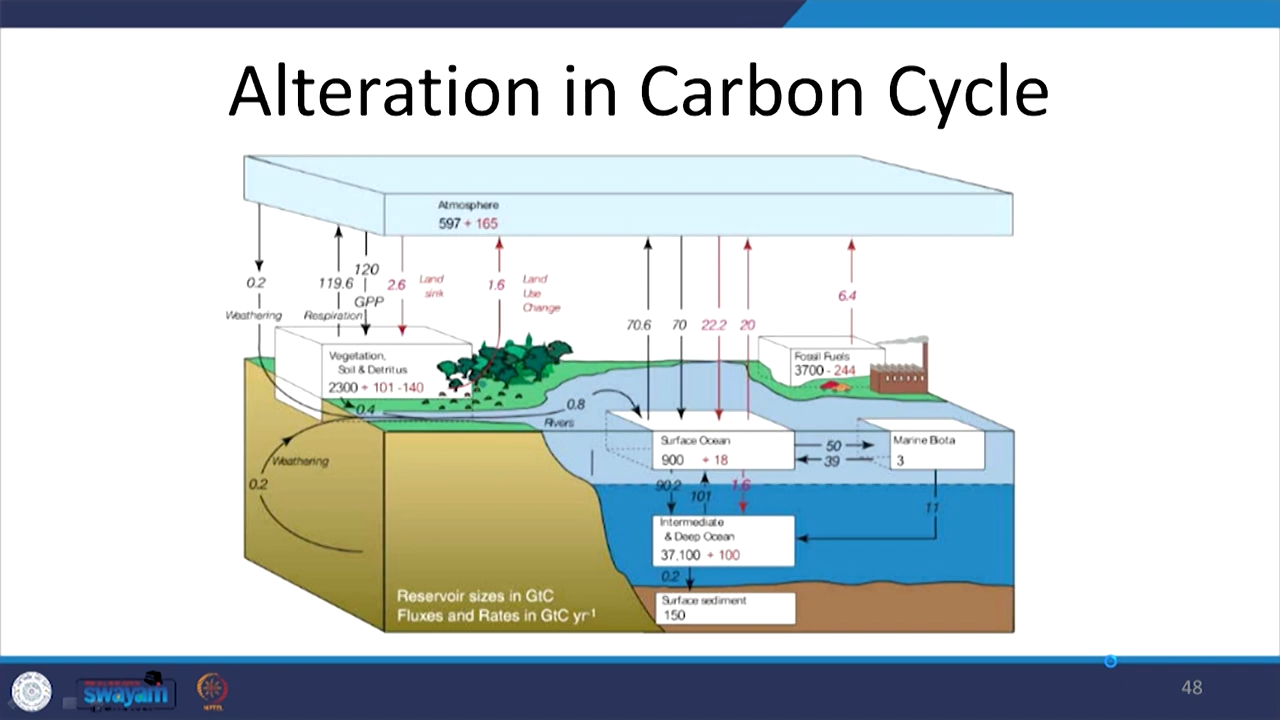 Alteration in Carbon Cycle
Atmosphere
597 + 165
0.2
Weathering
119.6
Respiration
120
GPP
2.6
Land
sink
1.6
Land
Use
Change
70.6
70
22.2
20
6.4
Vegetation,
Soil & Detritus
2300 + 101 -140
Fossil Fuels
3700 - 244
0.4
0.8
Rivers
Weathering
0.2
Surface Ocean
900 + 18
50
39
Marine Biota
3
90.2
101
1.6
11
Intermediate
& Deep Ocean
37,100 + 100
0.2
Surface sediment
150
Reservoir sizes in GtC
Fluxes and Rates in GtC yr-1
swayam
48